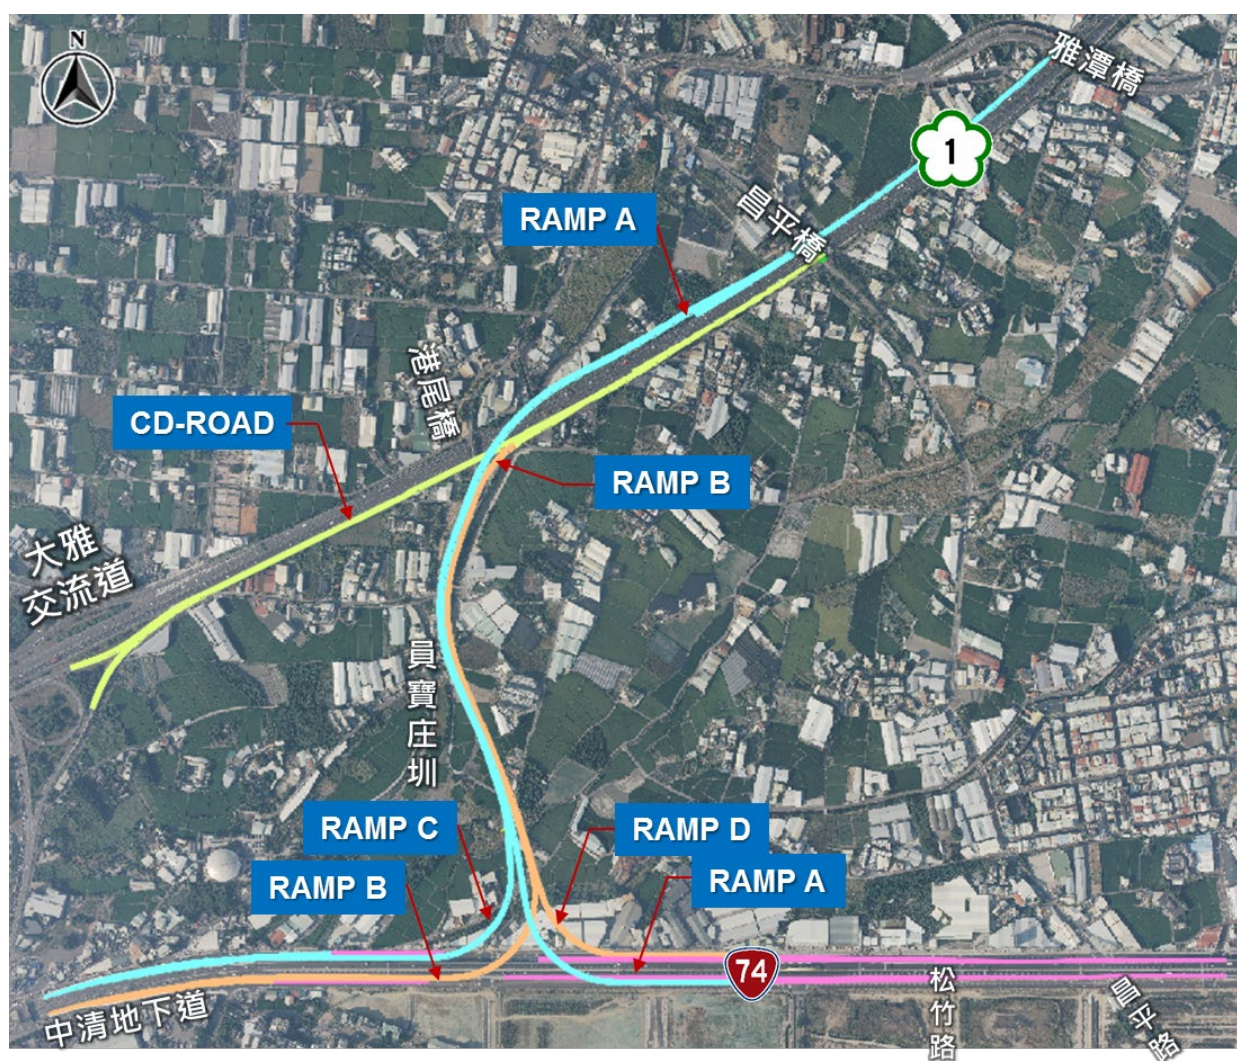 N
雅潭橋
1
昌平橋
RAMP A
港尾橋
CD-ROAD
RAMP B
大雅
交流道
員寶庄圳
RAMP C
RAMP D
RAMP B
RAMP A
74
中清地下道
松竹路
昌平路